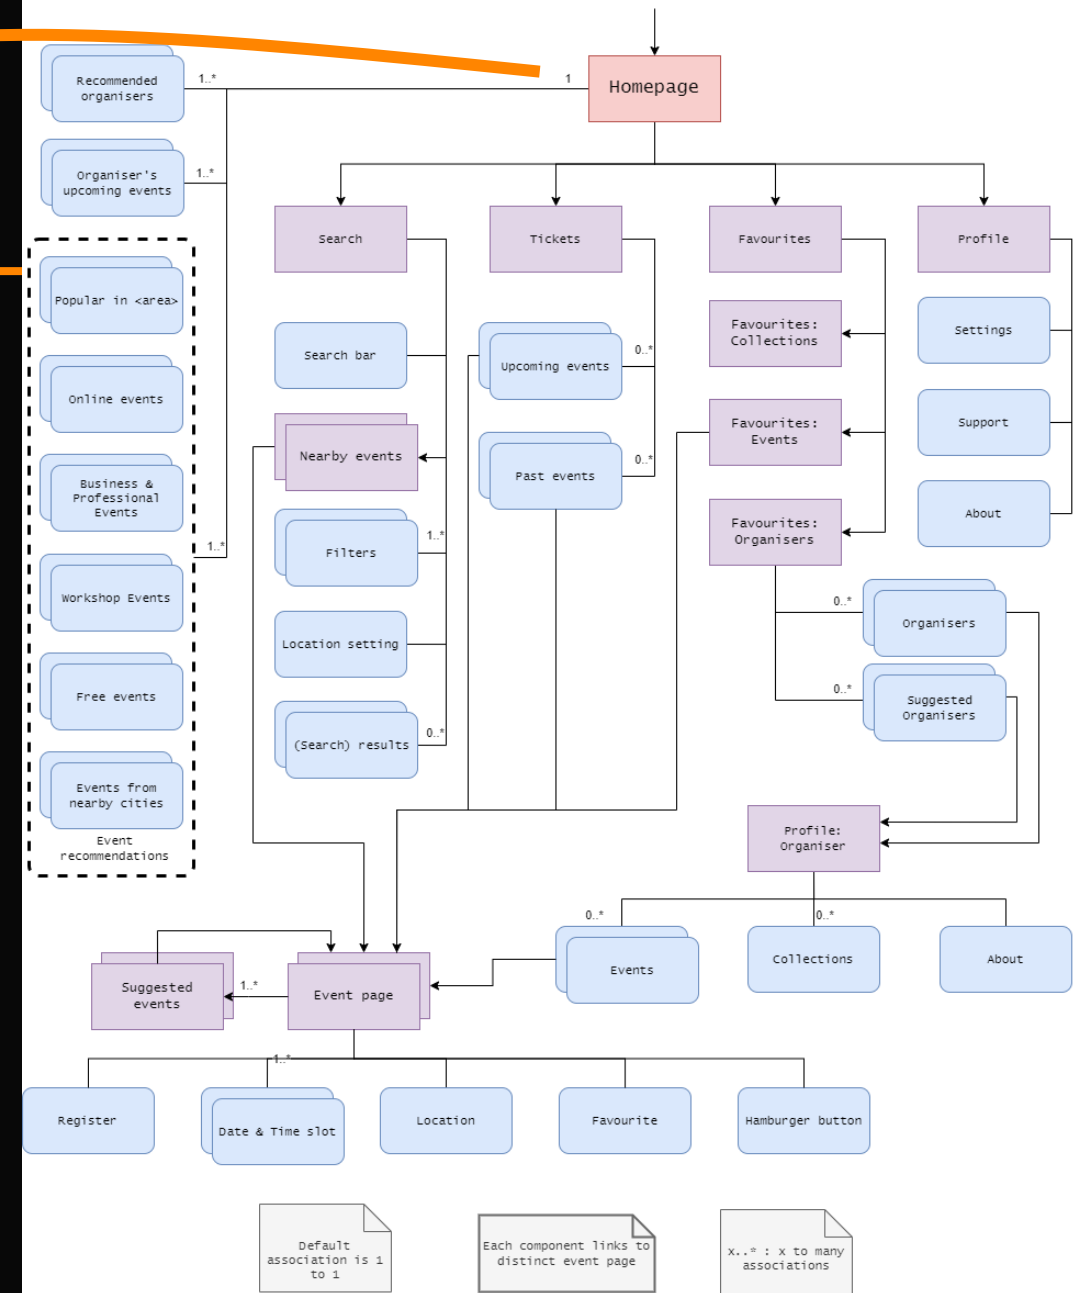 Homepage
1
1..*
Recommended
organisers
1..*
Organiser's
upcoming events
Popular in <area>
Online events
Business &
Professional
Events
1..*
Workshop Events
Free events
Events from
nearby cities
Event
recommendations
Search
Search bar
Nearby events
1..*
Filters
Location setting
0..*
(Search) results
Tickets
0..*
Upcoming events
0..*
Past events
Favourites
Favourites:
Collections
Favourites:
Events
Favourites:
Organisers
0..*
Organisers
0..*
Suggested
Organisers
Profile
Settings
Support
About
Profile:
Organiser
0..*
Events
0..*
Collections
About
Suggested
events
1..*
Event page
Register
1..*
Date & Time slot
Location
Favourite
Hamburger button
Default
association is 1
to 1
Each component links to
distinct event page
x..* : x to many
associations